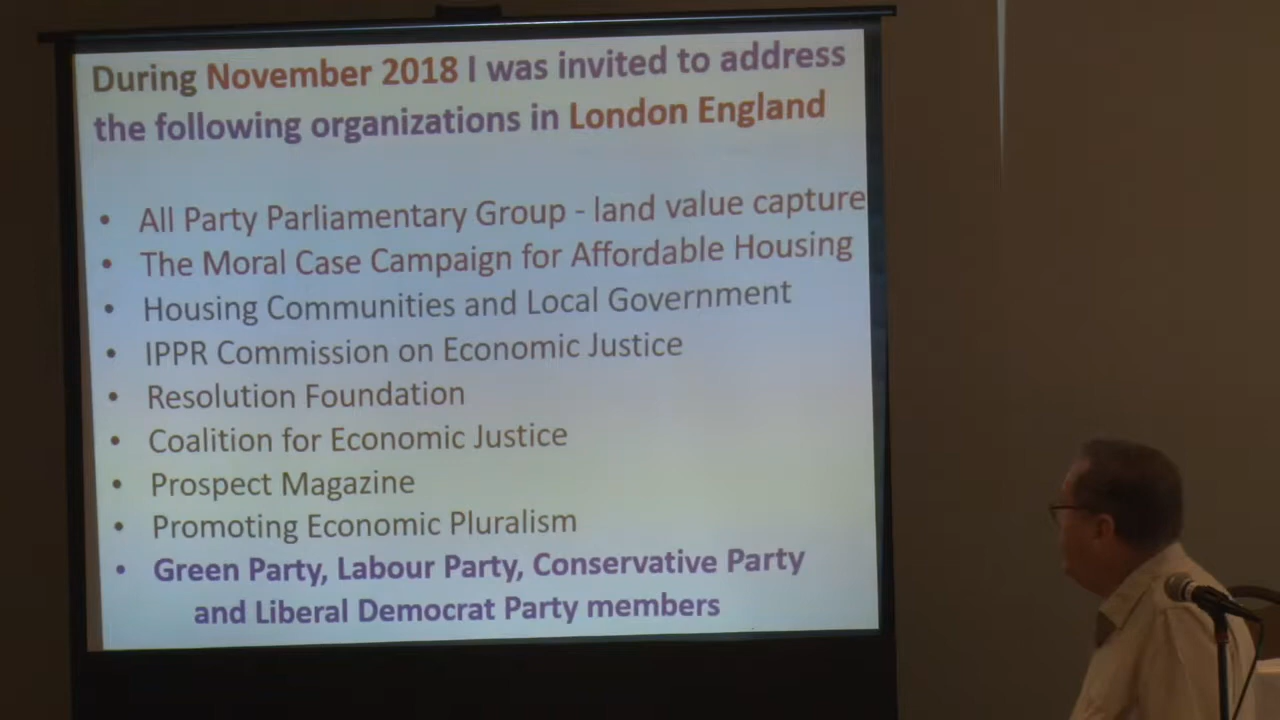 During November 2018 I was invited to address
the following organizations in London England
• All Party Parliamentary Group - land value capture
• The Moral Case Campaign for Affordable Housing
• Housing Communities and Local Government
• IPPR Commission on Economic Justice
• Resolution Foundation
• Coalition for Economic Justice
• Prospect Magazine
• Promoting Economic Pluralism
• Green Party, Labour Party, Conservative Party
and Liberal Democrat Party members